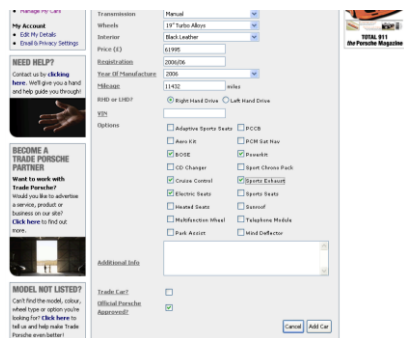 Manage My Cars
My Account
Edit My Details
Email & Privacy Settings
NEED HELP?
Contact us by clicking
here. We'll give you a hand
and help guide you through!
BECOME A
TRADE PORSCHE
PARTNER
Want to work with
Trade Porsche?
Would you like to advertise
a service, product or
business on our site?
Click here to find out
more.
MODEL NOT LISTED?
Can't find the model, colour,
wheel type or option you're
looking for? Click here to
tell us and help make Trade
Porsche even better!
Transmission Manual
Wheels 19" Turbo Alloys
Interior Black Leather
Price (£) 61995
Registration 2006/06
Year Of Manufacture 2006
Mileage 11432 miles
RHD or LHD? Right Hand Drive Left Hand Drive
VIN
Options
Adaptive Sports Seats PCCB
Aero Kit PCM Sat Nav
BOSE Powerkit
CD Changer Sport Chrono Pack
Cruise Control Sports Exhaust
Electric Seats Sports Seats
Heated Seats Sunroof
Multifunction Wheel Telephone Module
Park Assist Wind Deflector
Additional Info
Trade Car?
Official Porsche
Approved?
Cancel Add Car
TOTAL 911
the Porsche Magazine